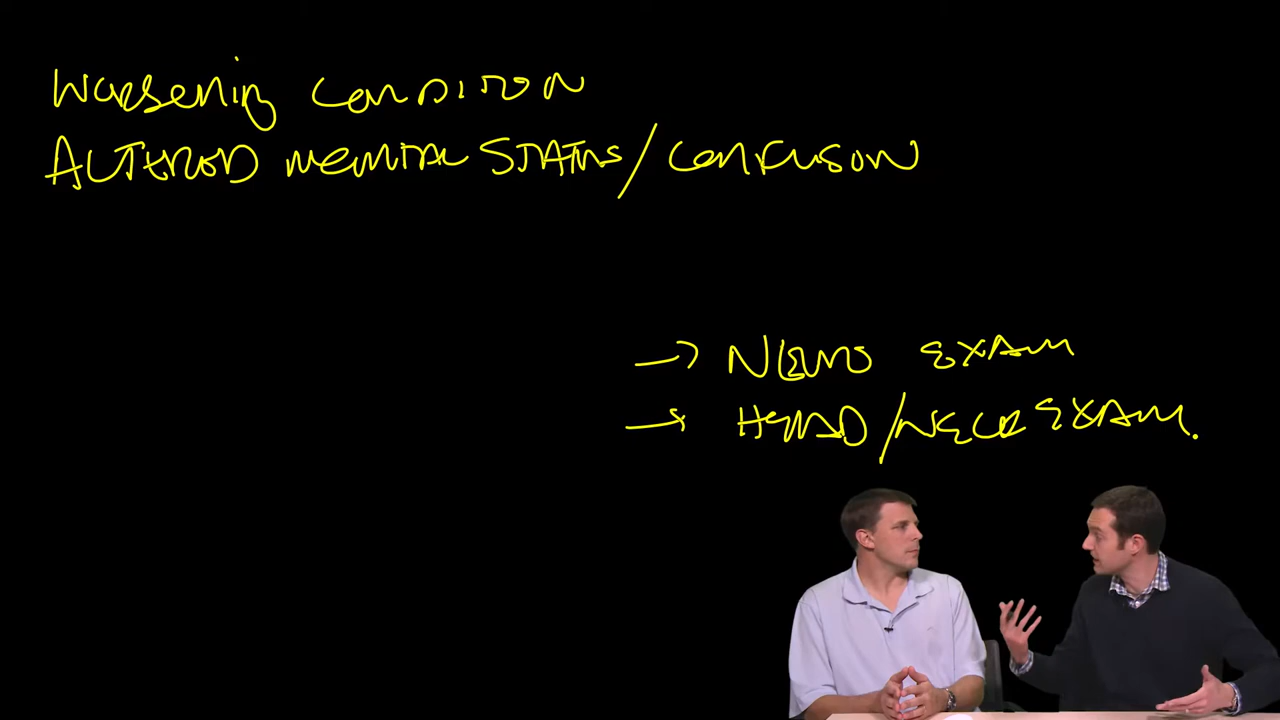 Worsening CONDITION
ALTERED MENTAL STATUS/CONFUSION
→ NEURO EXAM
→ HEAD/NECK EXAM.